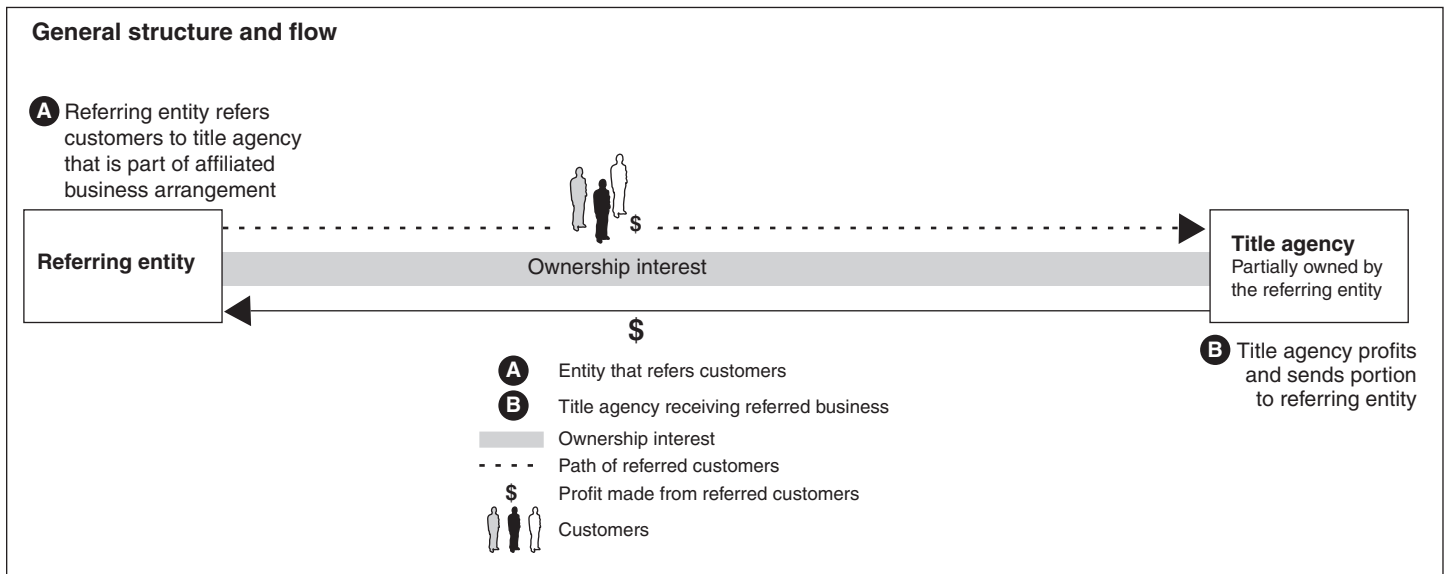 General structure and flow
A Referring entity refers
customers to title agency
that is part of affiliated
business arrangement
$
Referring entity
Ownership interest
Title agency
Partially owned by
the referring entity
$
B Title agency profits
and sends portion
to referring entity
A Entity that refers customers
B Title agency receiving referred business
Ownership interest
Path of referred customers
$ Profit made from referred customers
Customers